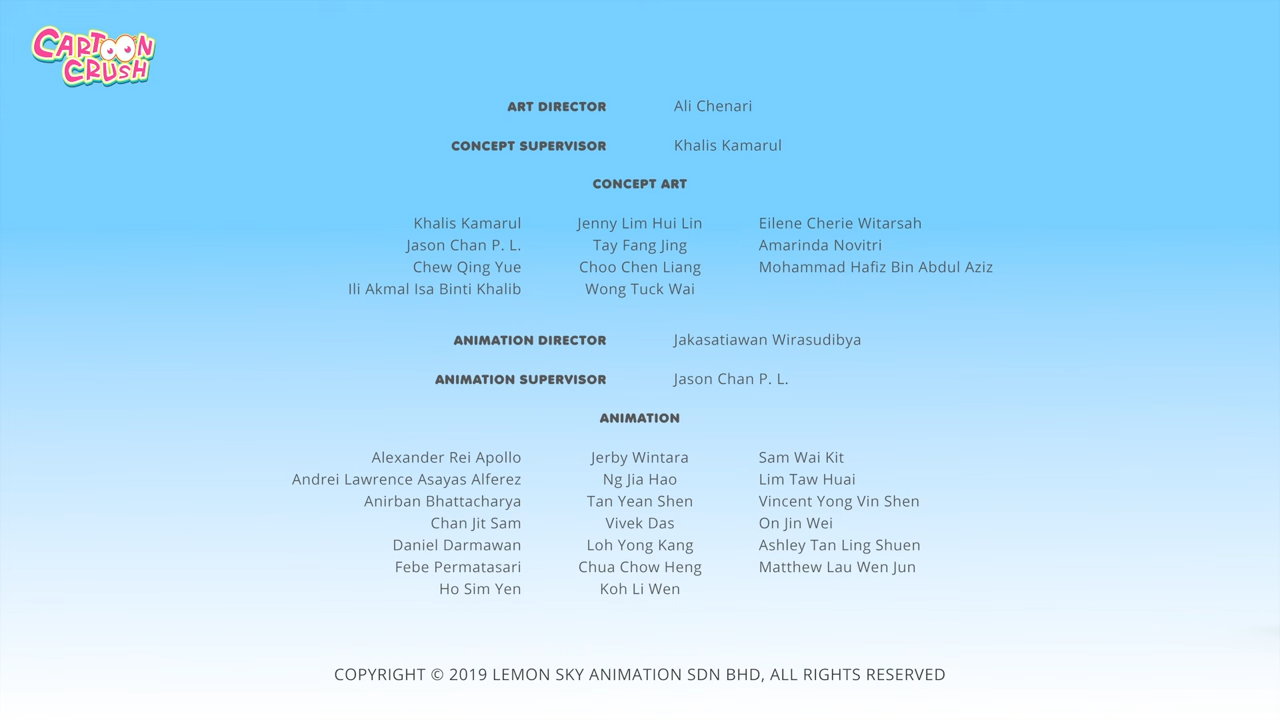 CARTOON
CRUSH
ART DIRECTOR Ali Chenari
CONCEPT SUPERVISOR Khalis Kamarul
CONCEPT ART
Khalis Kamarul Jenny Lim Hui Lin Eilene Cherie Witarsah
Jason Chan P. L. Tay Fang Jing Amarinda Novitri
Chew Qing Yue Choo Chen Liang Mohammad Hafiz Bin Abdul Aziz
Ili Akmal Isa Binti Khalib Wong Tuck Wai
ANIMATION DIRECTOR Jakasatiawan Wirasudibya
ANIMATION SUPERVISOR Jason Chan P. L.
ANIMATION
Alexander Rei Apollo Jerby Wintara Sam Wai Kit
Andrei Lawrence Asayas Alferez Ng Jia Hao Lim Taw Huai
Anirban Bhattacharya Tan Yean Shen Vincent Yong Vin Shen
Chan Jit Sam Vivek Das On Jin Wei
Daniel Darmawan Loh Yong Kang Ashley Tan Ling Shuen
Febe Permatasari Chua Chow Heng Matthew Lau Wen Jun
Ho Sim Yen Koh Li Wen
COPYRIGHT © 2019 LEMON SKY ANIMATION SDN BHD, ALL RIGHTS RESERVED